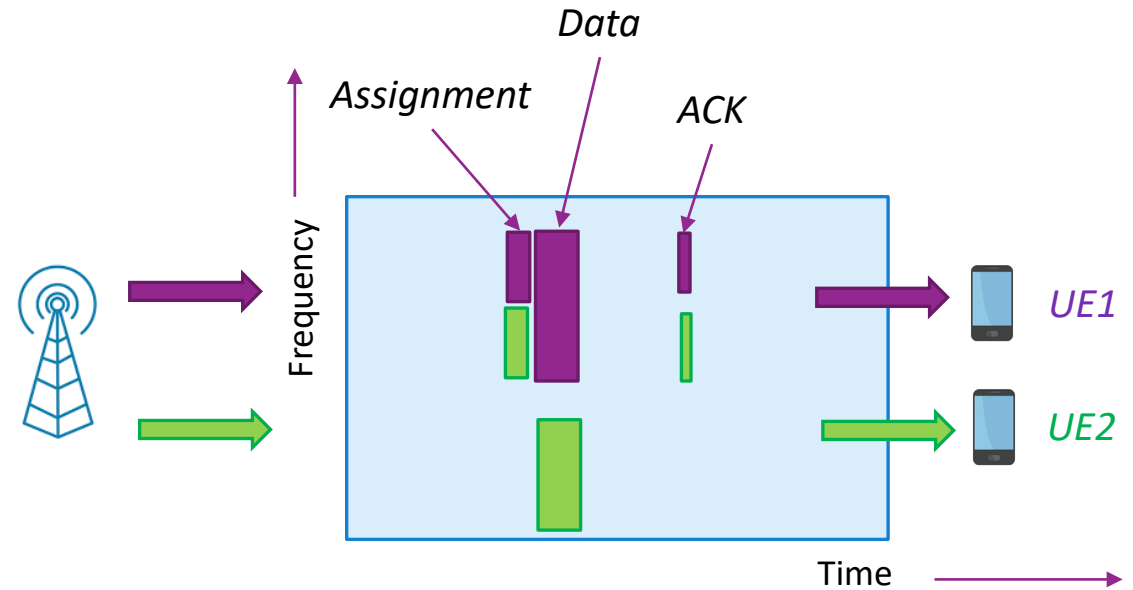 Data
Assignment
ACK
Frequency
UE1
UE2
Time